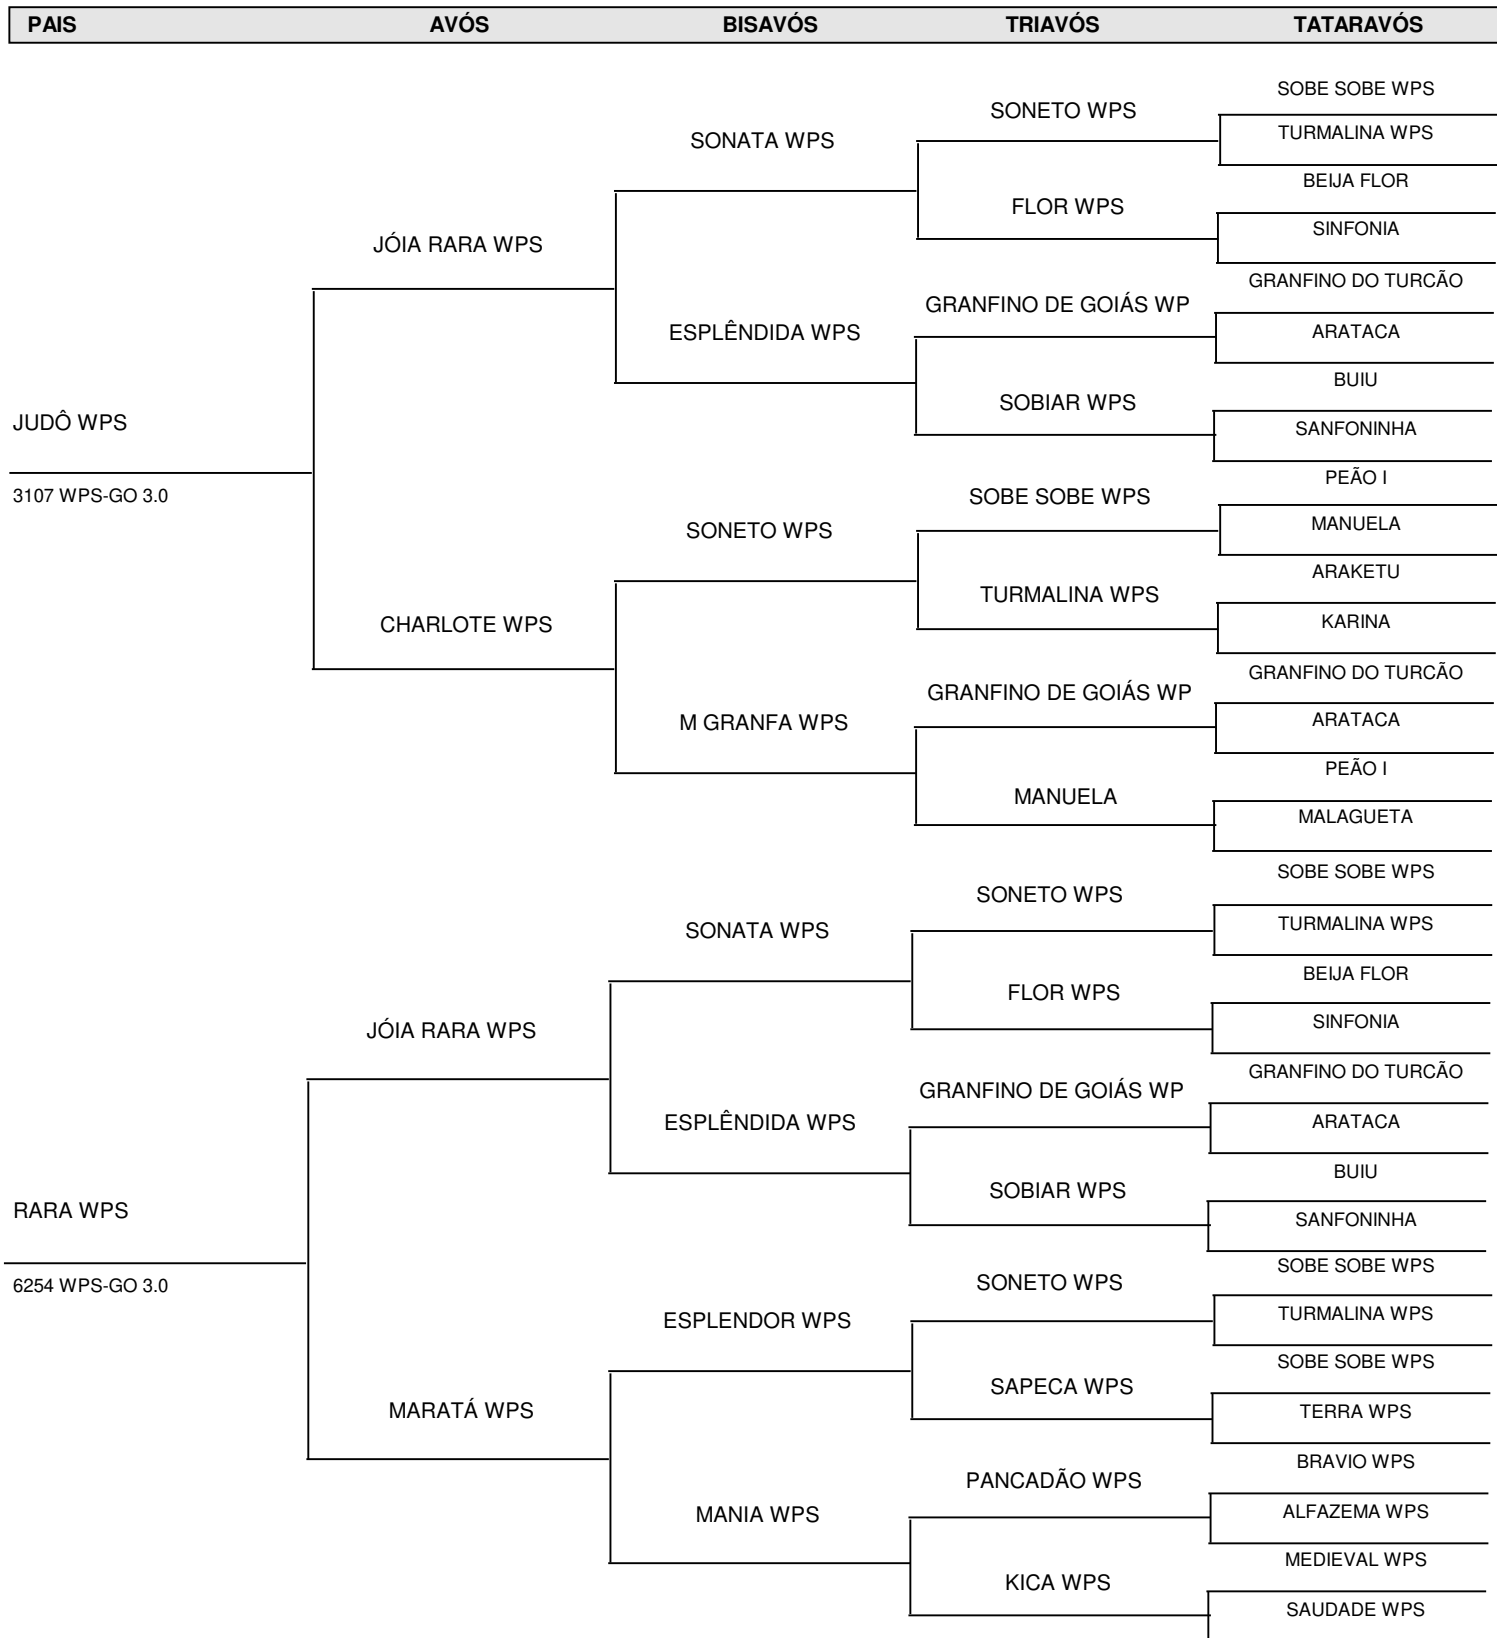 PAIS AVÓS BISAVÓS TRIAVÓS TATARAVÓS
SOBE SOBE WPS
SONETO WPS
TURMALINA WPS
SONATA WPS
BEIJA FLOR
FLOR WPS
SINFONIA
JÓIA RARA WPS
GRANFINO DO TURCÃO
GRANFINO DE GOIÁS WP
ARATACA
ESPLÊNDIDA WPS
BUIU
SOBIAR WPS
SANFONINHA
JUDÔ WPS
3107 WPS-GO 3.0
PEÃO I
SOBE SOBE WPS
MANUELA
SONETO WPS
ARAKETU
TURMALINA WPS
KARINA
CHARLOTE WPS
GRANFINO DO TURCÃO
GRANFINO DE GOIÁS WP
ARATACA
M GRANFA WPS
PEÃO I
MANUELA
MALAGUETA
SOBE SOBE WPS
SONETO WPS
TURMALINA WPS
SONATA WPS
BEIJA FLOR
FLOR WPS
SINFONIA
JÓIA RARA WPS
GRANFINO DO TURCÃO
GRANFINO DE GOIÁS WP
ARATACA
ESPLÊNDIDA WPS
BUIU
SOBIAR WPS
SANFONINHA
RARA WPS
6254 WPS-GO 3.0
SOBE SOBE WPS
SONETO WPS
TURMALINA WPS
ESPLENDOR WPS
SOBE SOBE WPS
SAPECA WPS
TERRA WPS
MARATÁ WPS
BRAVIO WPS
PANCADÃO WPS
ALFAZEMA WPS
MANIA WPS
MEDIEVAL WPS
KICA WPS
SAUDADE WPS